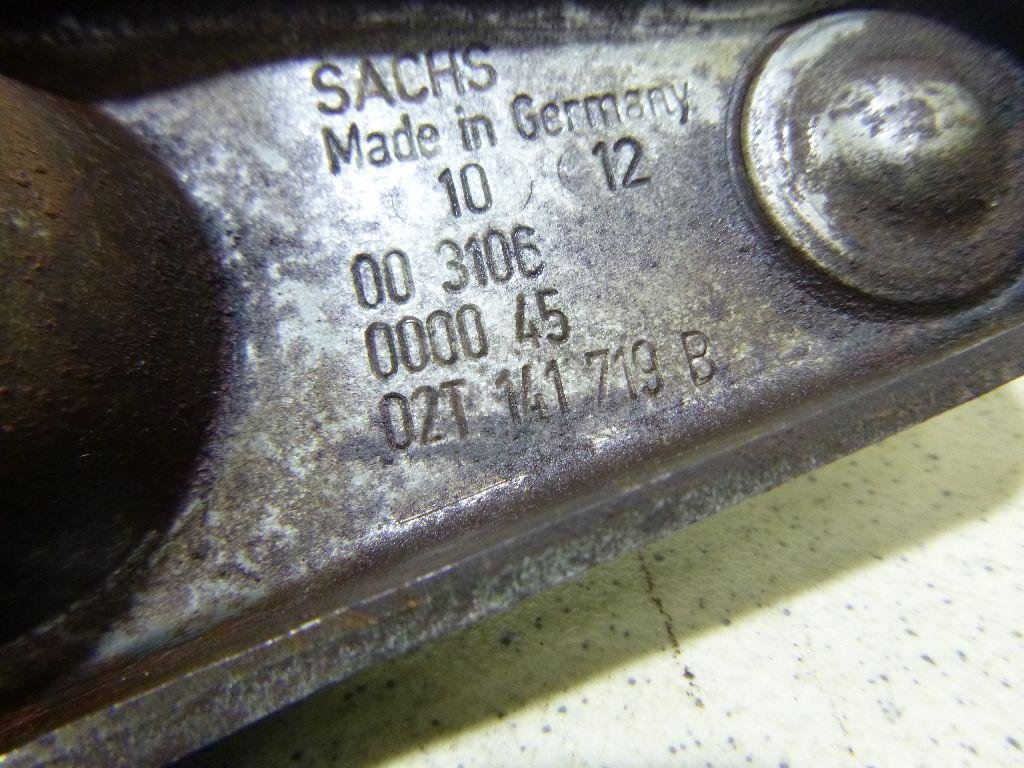 SACHS
Made in Germany
10 12
00 3106
0000 45
02T 141 719 B